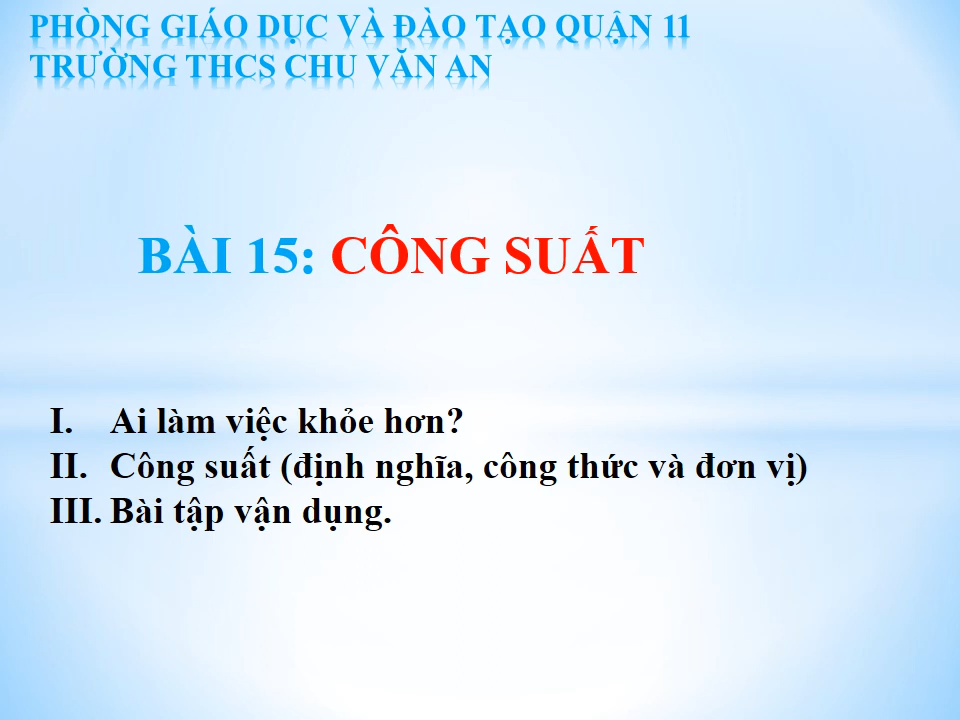 PHÒNG GIÁO DỤC VÀ ĐÀO TẠO QUẬN 11
TRƯỜNG THCS CHU VĂN AN
BÀI 15: CÔNG SUẤT
I. Ai làm việc khỏe hơn?
II. Công suất (định nghĩa, công thức và đơn vị)
III. Bài tập vận dụng.